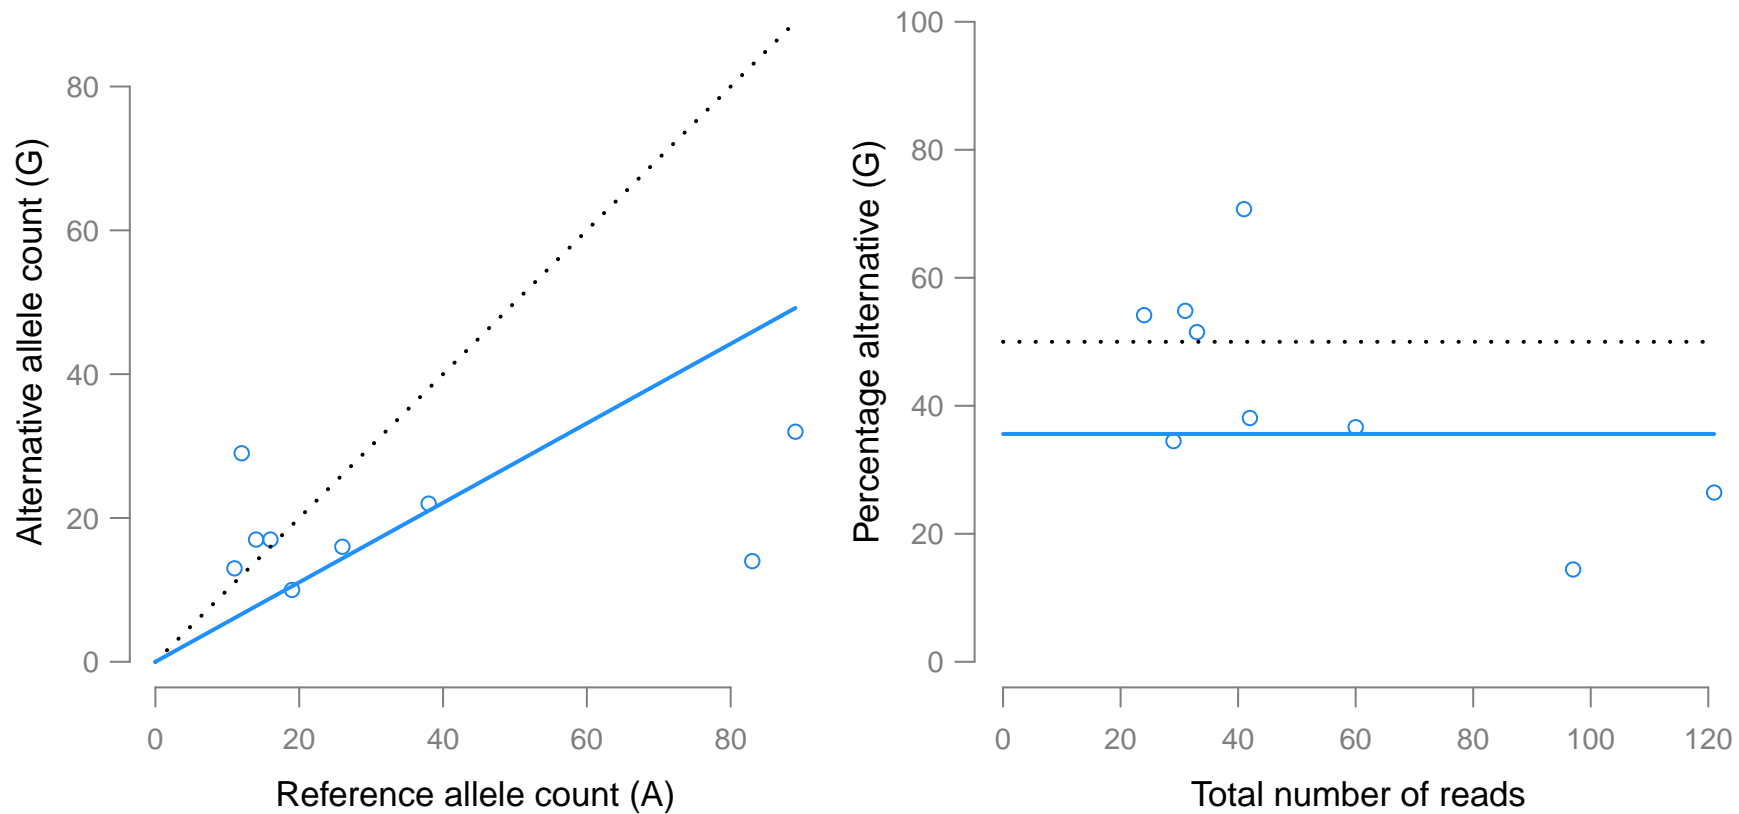 Alternative allele count (G)
80
60
40
20
0
0 20 40 60 80
Reference allele count (A)
Percentage alternative (G)
100
80
60
40
20
0
0 20 40 60 80 100 120
Total number of reads